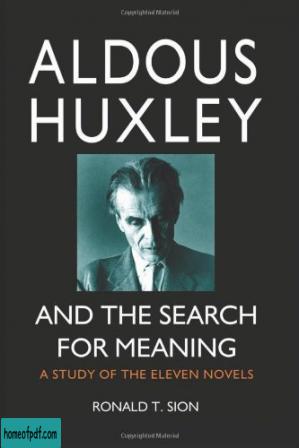 ALDOUS
HUXLEY
AND THE SEARCH
FOR MEANING
A STUDY OF THE ELEVEN NOVELS
RONALD T. SION
homeofpdf.com